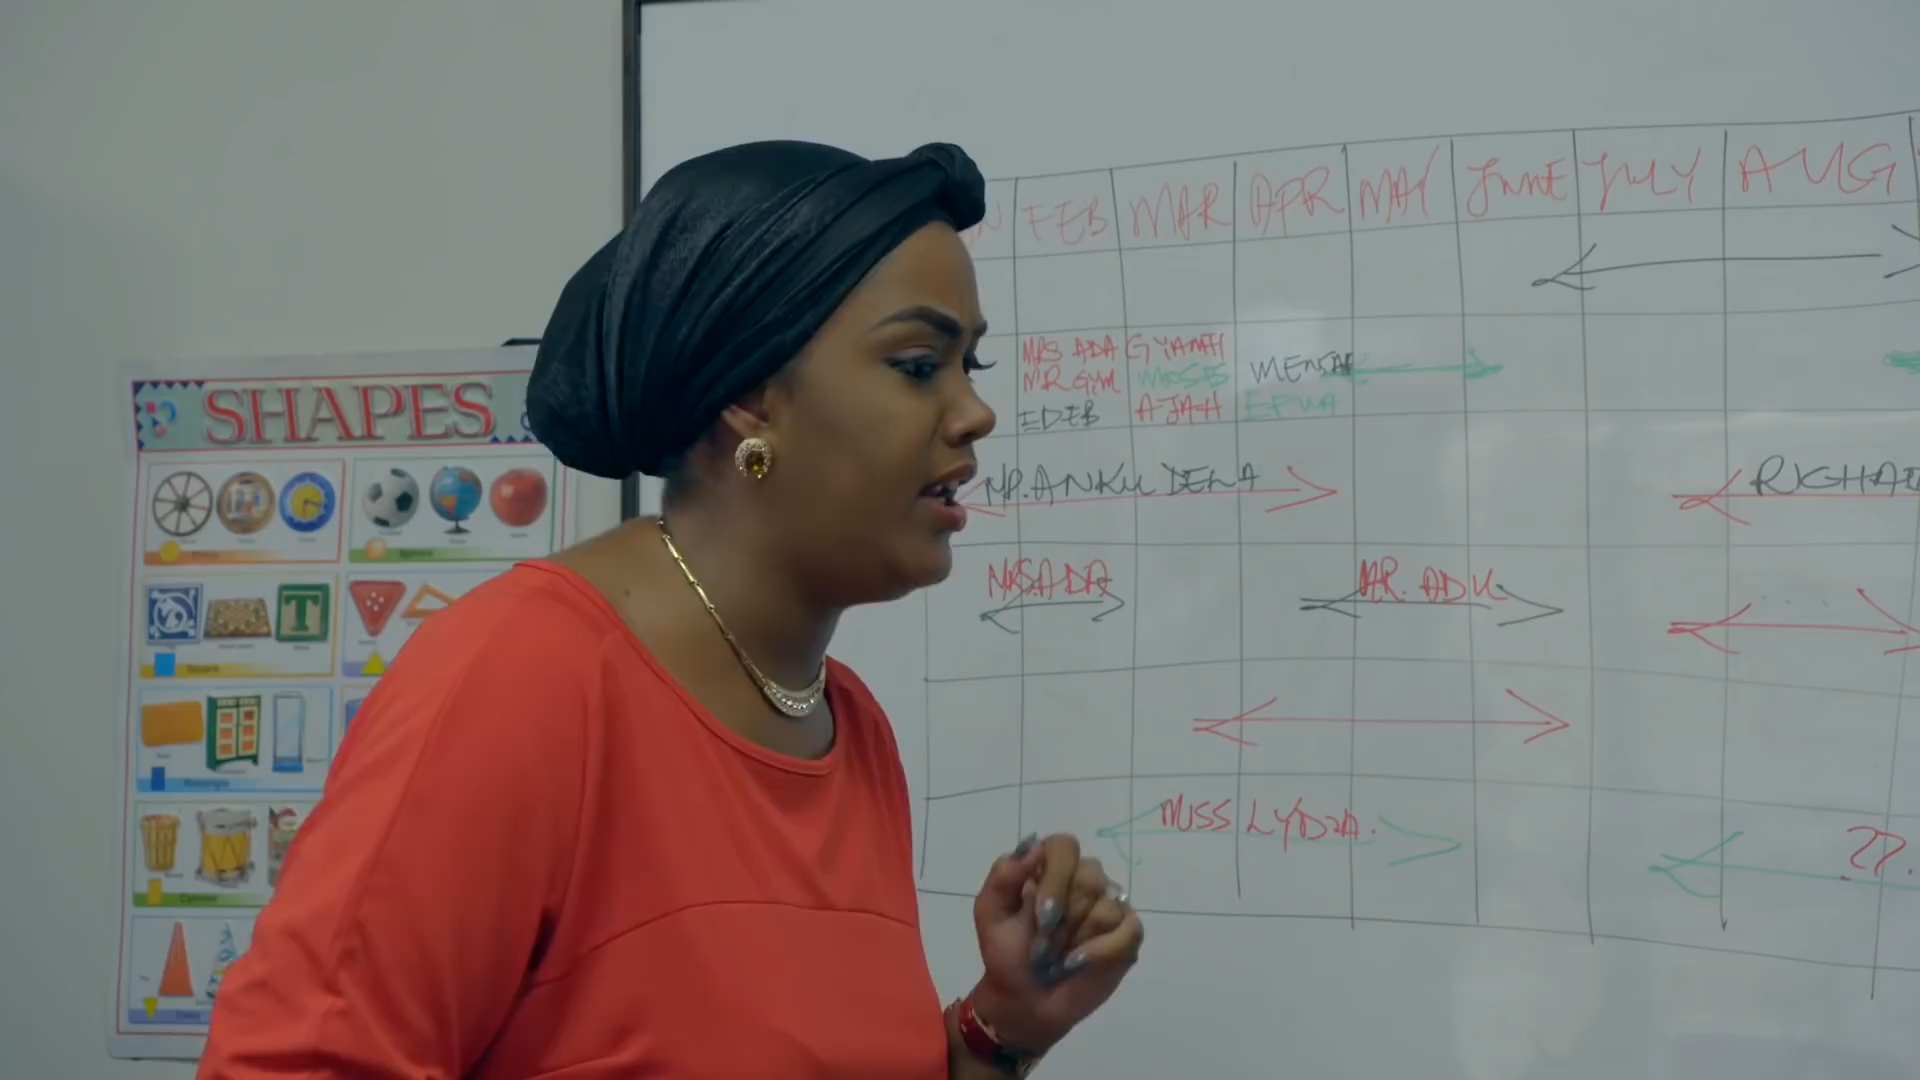 SHAPES
FEB MAR APR MAY JUNE JULY AUG
MRS ADA GYAMFI
MR GYM MOSES MENSAH
EDEB AJAH EFUA
MR. ANKU DELA
MRS. ADA MR. ADU
MISS LYDIA.
??.
Square